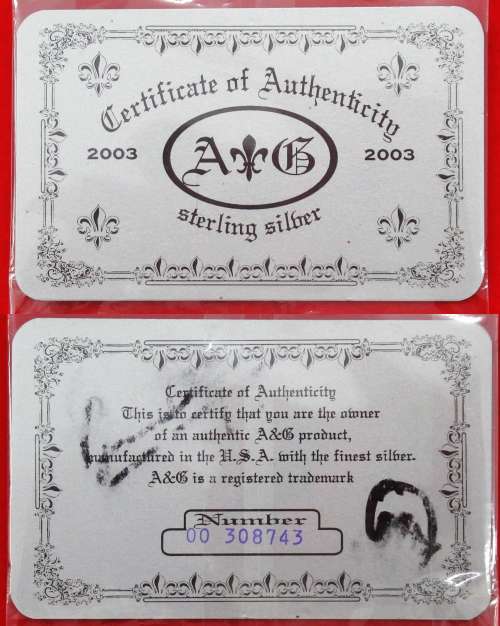 Certificate of Authenticity
2003
A G
2003
sterling silver
Certificate of Authenticity
This is to certify that you are the owner
of an authentic A&G product,
manufactured in the U.S.A. with the finest silver.
A&G is a registered trademark
Number
00 308743